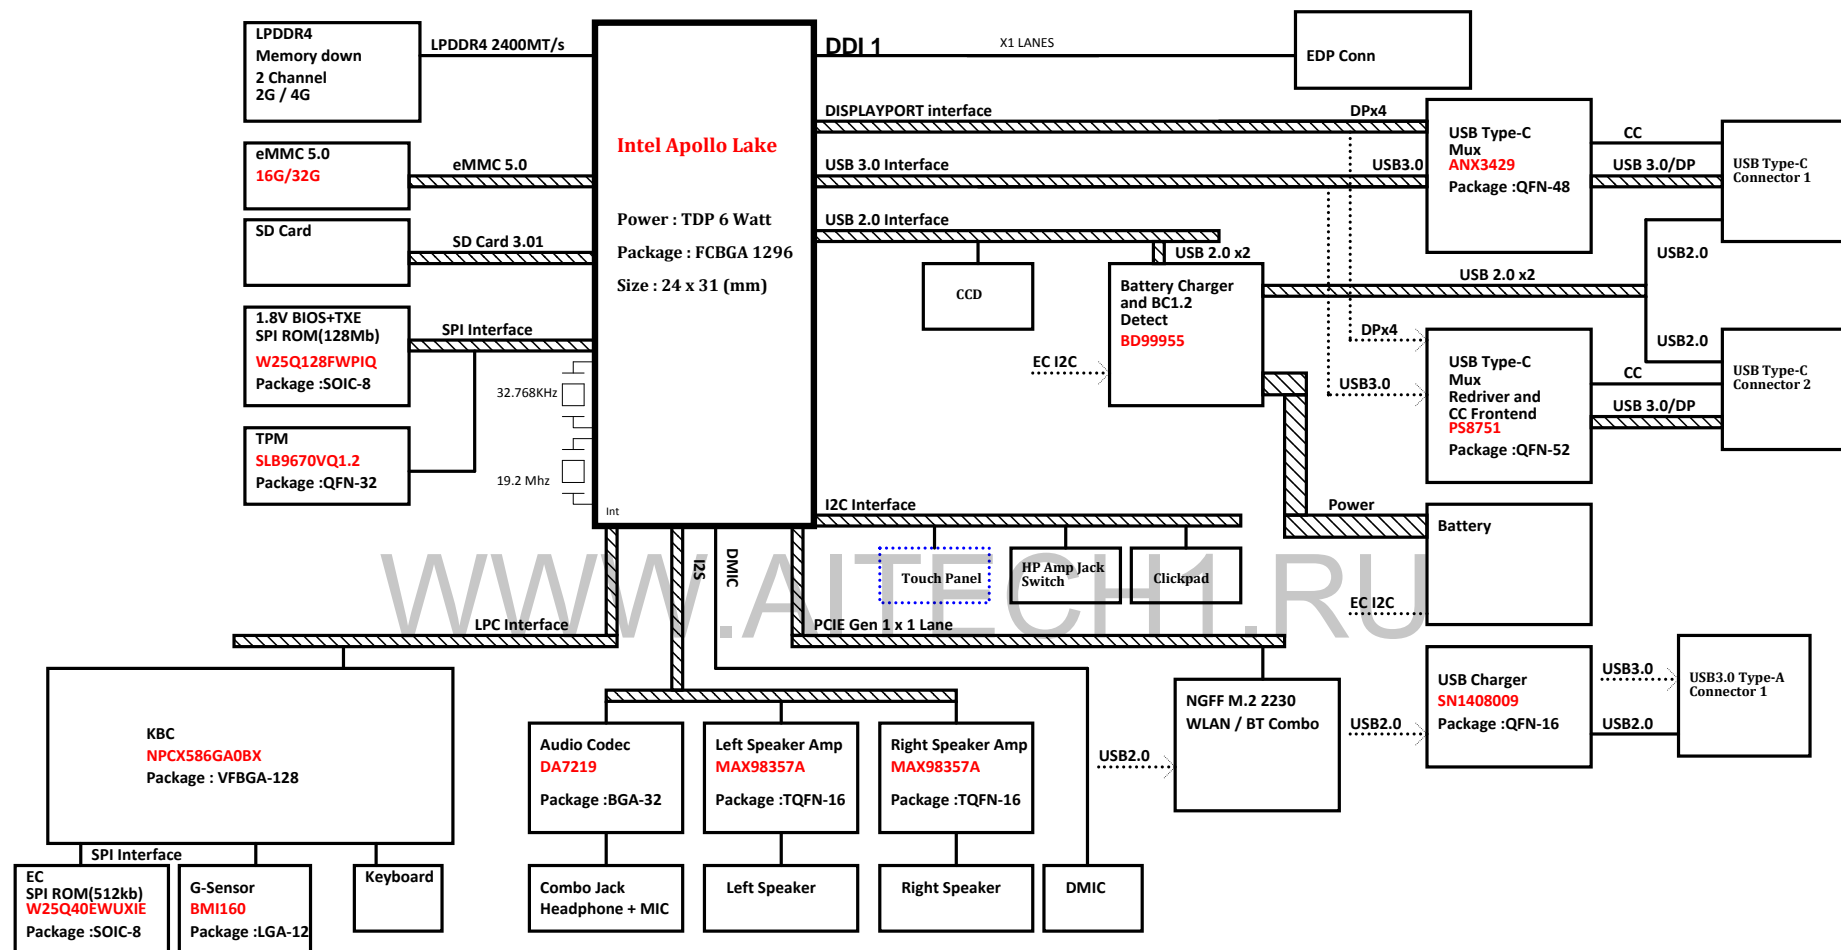 LPDDR4
Memory down
2 Channel
2G / 4G
LPDDR4 2400MT/s
eMMC 5.0
16G/32G
eMMC 5.0
SD Card
SD Card 3.01
1.8V BIOS+TXE
SPI ROM(128Mb)
W25Q128FWPIQ
Package :SOIC-8
SPI Interface
TPM
SLB9670VQ1.2
Package :QFN-32
32.768KHz
19.2 Mhz
Intel Apollo Lake
Power : TDP 6 Watt
Package : FCBGA 1296
Size : 24 x 31 (mm)
Int
DDI 1
X1 LANES
EDP Conn
DISPLAYPORT interface
DPx4
USB 3.0 Interface
USB3.0
USB 2.0 Interface
USB 2.0 x2
CCD
Battery Charger
and BC1.2
Detect
BD99955
EC I2C
USB Type-C
Mux
ANX3429
Package :QFN-48
CC
USB 3.0/DP
USB Type-C
Connector 1
USB2.0
USB 2.0 x2
USB2.0
DPx4
USB3.0
USB Type-C
Mux
Redriver and
CC Frontend
PS8751
Package :QFN-52
CC
USB 3.0/DP
USB Type-C
Connector 2
Power
Battery
EC I2C
I2C Interface
Touch Panel
HP Amp Jack
Switch
Clickpad
WWW.AITECH1.RU
I2S
DMIC
LPC Interface
PCIE Gen 1 x 1 Lane
KBC
NPCX586GA0BX
Package : VFBGA-128
SPI Interface
EC
SPI ROM(512kb)
W25Q40EWUXIE
Package :SOIC-8
G-Sensor
BMI160
Package :LGA-12
Keyboard
Audio Codec
DA7219
Package :BGA-32
Left Speaker Amp
MAX98357A
Package :TQFN-16
Right Speaker Amp
MAX98357A
Package :TQFN-16
Combo Jack
Headphone + MIC
Left Speaker
Right Speaker
DMIC
NGFF M.2 2230
WLAN / BT Combo
USB2.0
USB2.0
USB Charger
SN1408009
Package :QFN-16
USB3.0
USB2.0
USB3.0 Type-A
Connector 1